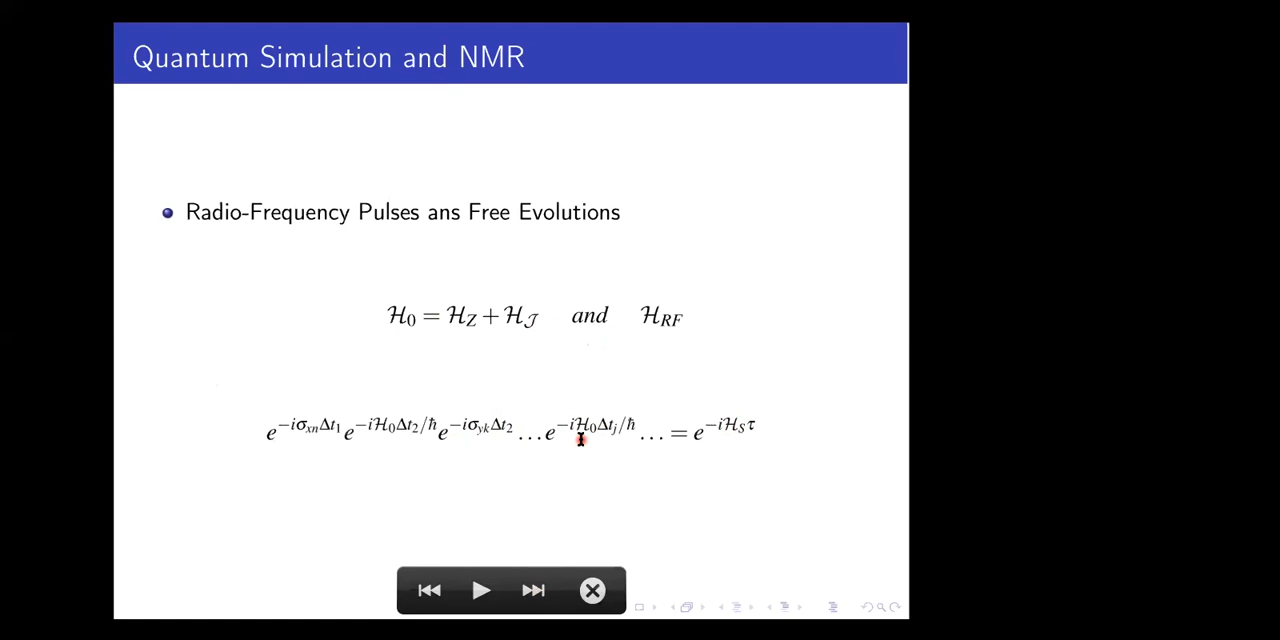 Quantum Simulation and NMR
Radio-Frequency Pulses ans Free Evolutions
ℋ₀ = ℋ_Z + ℋ_𝒥 and ℋ_RF
e^{−iσ_{xn}Δt₁} e^{−iℋ₀Δt₂/ħ} e^{−iσ_{yk}Δt₂} … e^{−iℋ₀Δt_j/ħ} … = e^{−iℋ_Sτ}